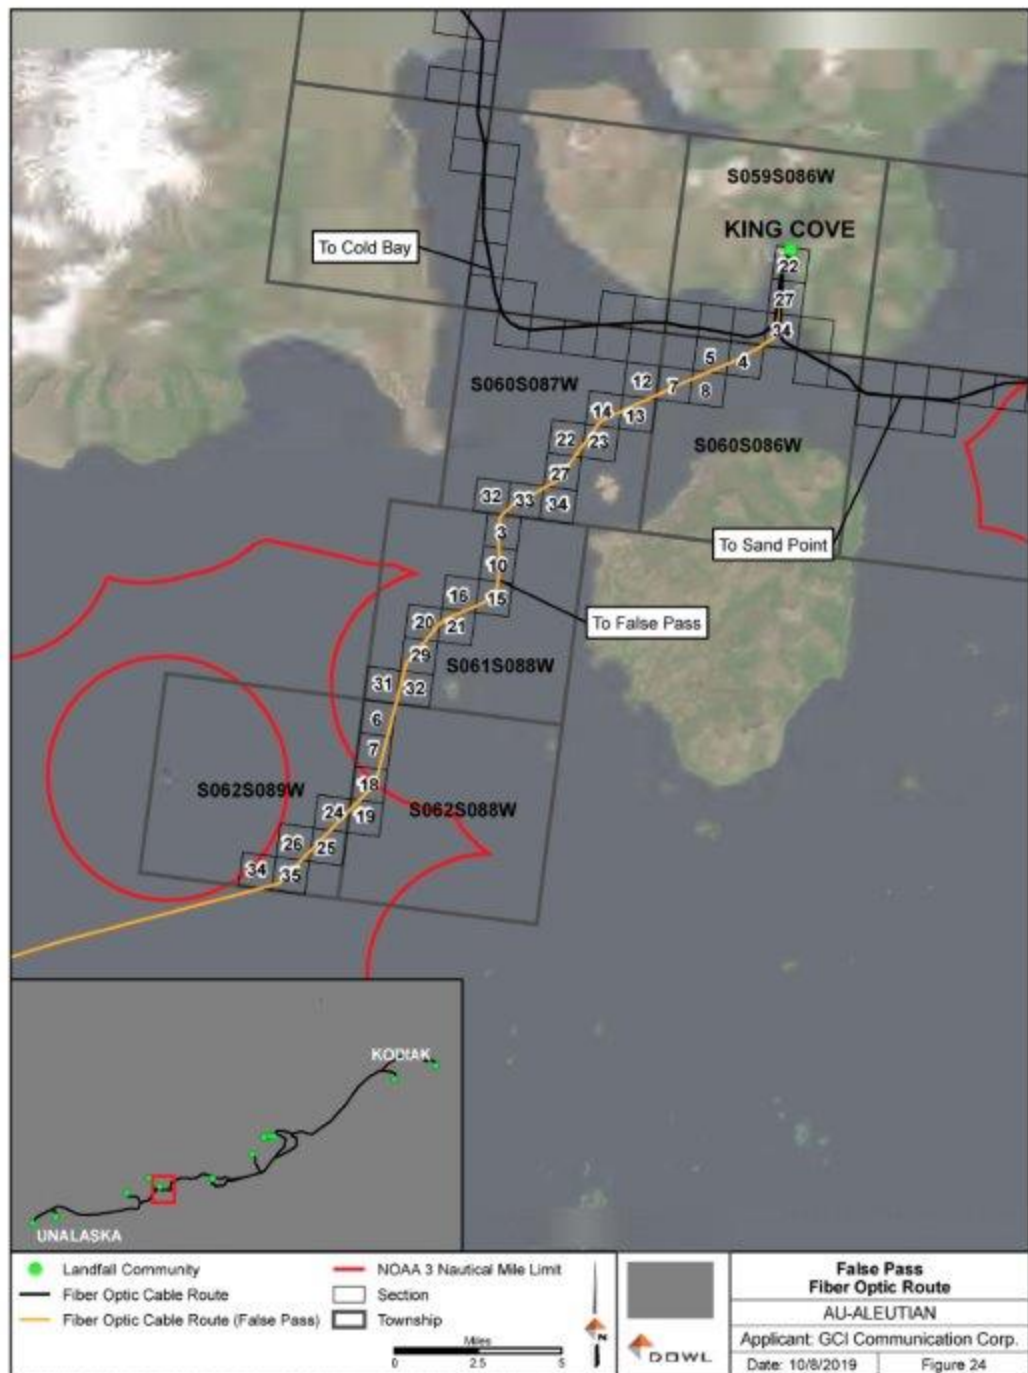 S059S086W
KING COVE
To Cold Bay
22
27
34
5
4
S060S087W
12
7
8
14
13
22
23
S060S086W
27
32
33
34
3
To Sand Point
10
16
15
20
21
To False Pass
29
S061S088W
31
32
6
7
18
S062S089W
24
19
S062S088W
26
25
34
35
KODIAK
UNALASKA
Landfall Community
Fiber Optic Cable Route
Fiber Optic Cable Route (False Pass)
NOAA 3 Nautical Mile Limit
Section
Township
Miles
0 2.5 5
N
DOWL
False Pass
Fiber Optic Route
AU-ALEUTIAN
Applicant: GCI Communication Corp.
Date: 10/8/2019
Figure 24